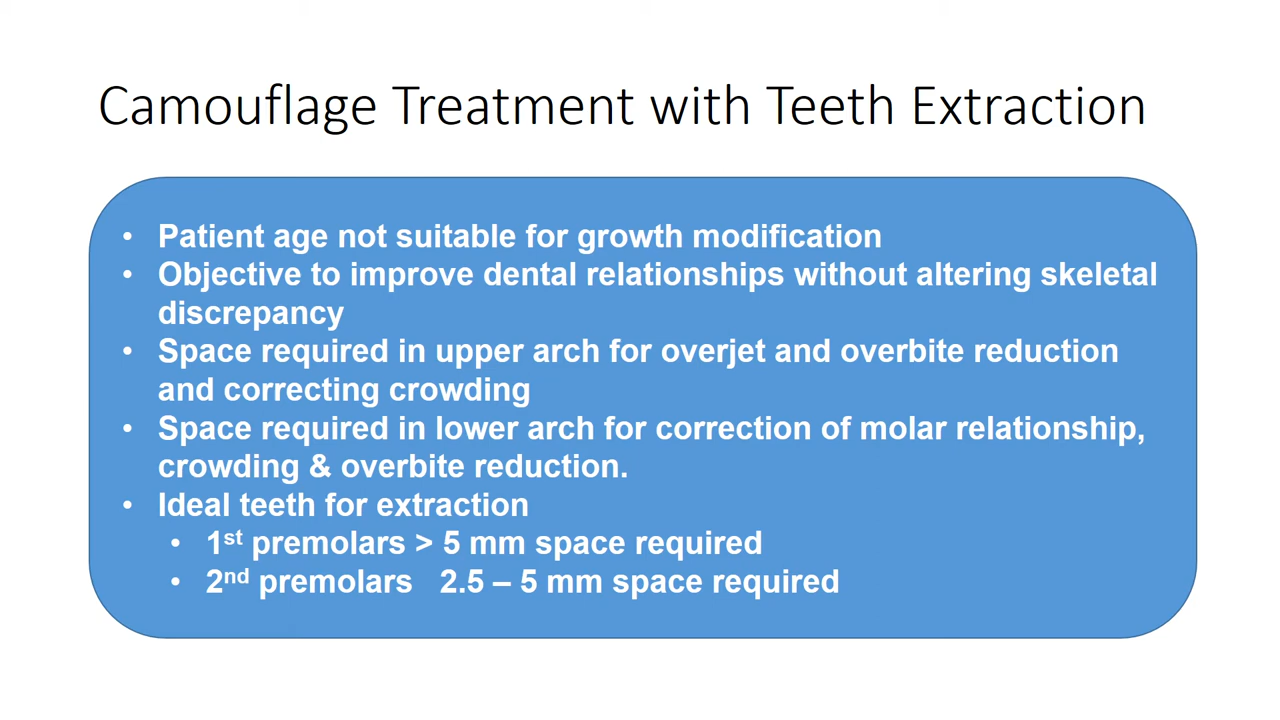 Camouflage Treatment with Teeth Extraction
• Patient age not suitable for growth modification
• Objective to improve dental relationships without altering skeletal
discrepancy
• Space required in upper arch for overjet and overbite reduction
and correcting crowding
• Space required in lower arch for correction of molar relationship,
crowding & overbite reduction.
• Ideal teeth for extraction
• 1st premolars > 5 mm space required
• 2nd premolars 2.5 – 5 mm space required